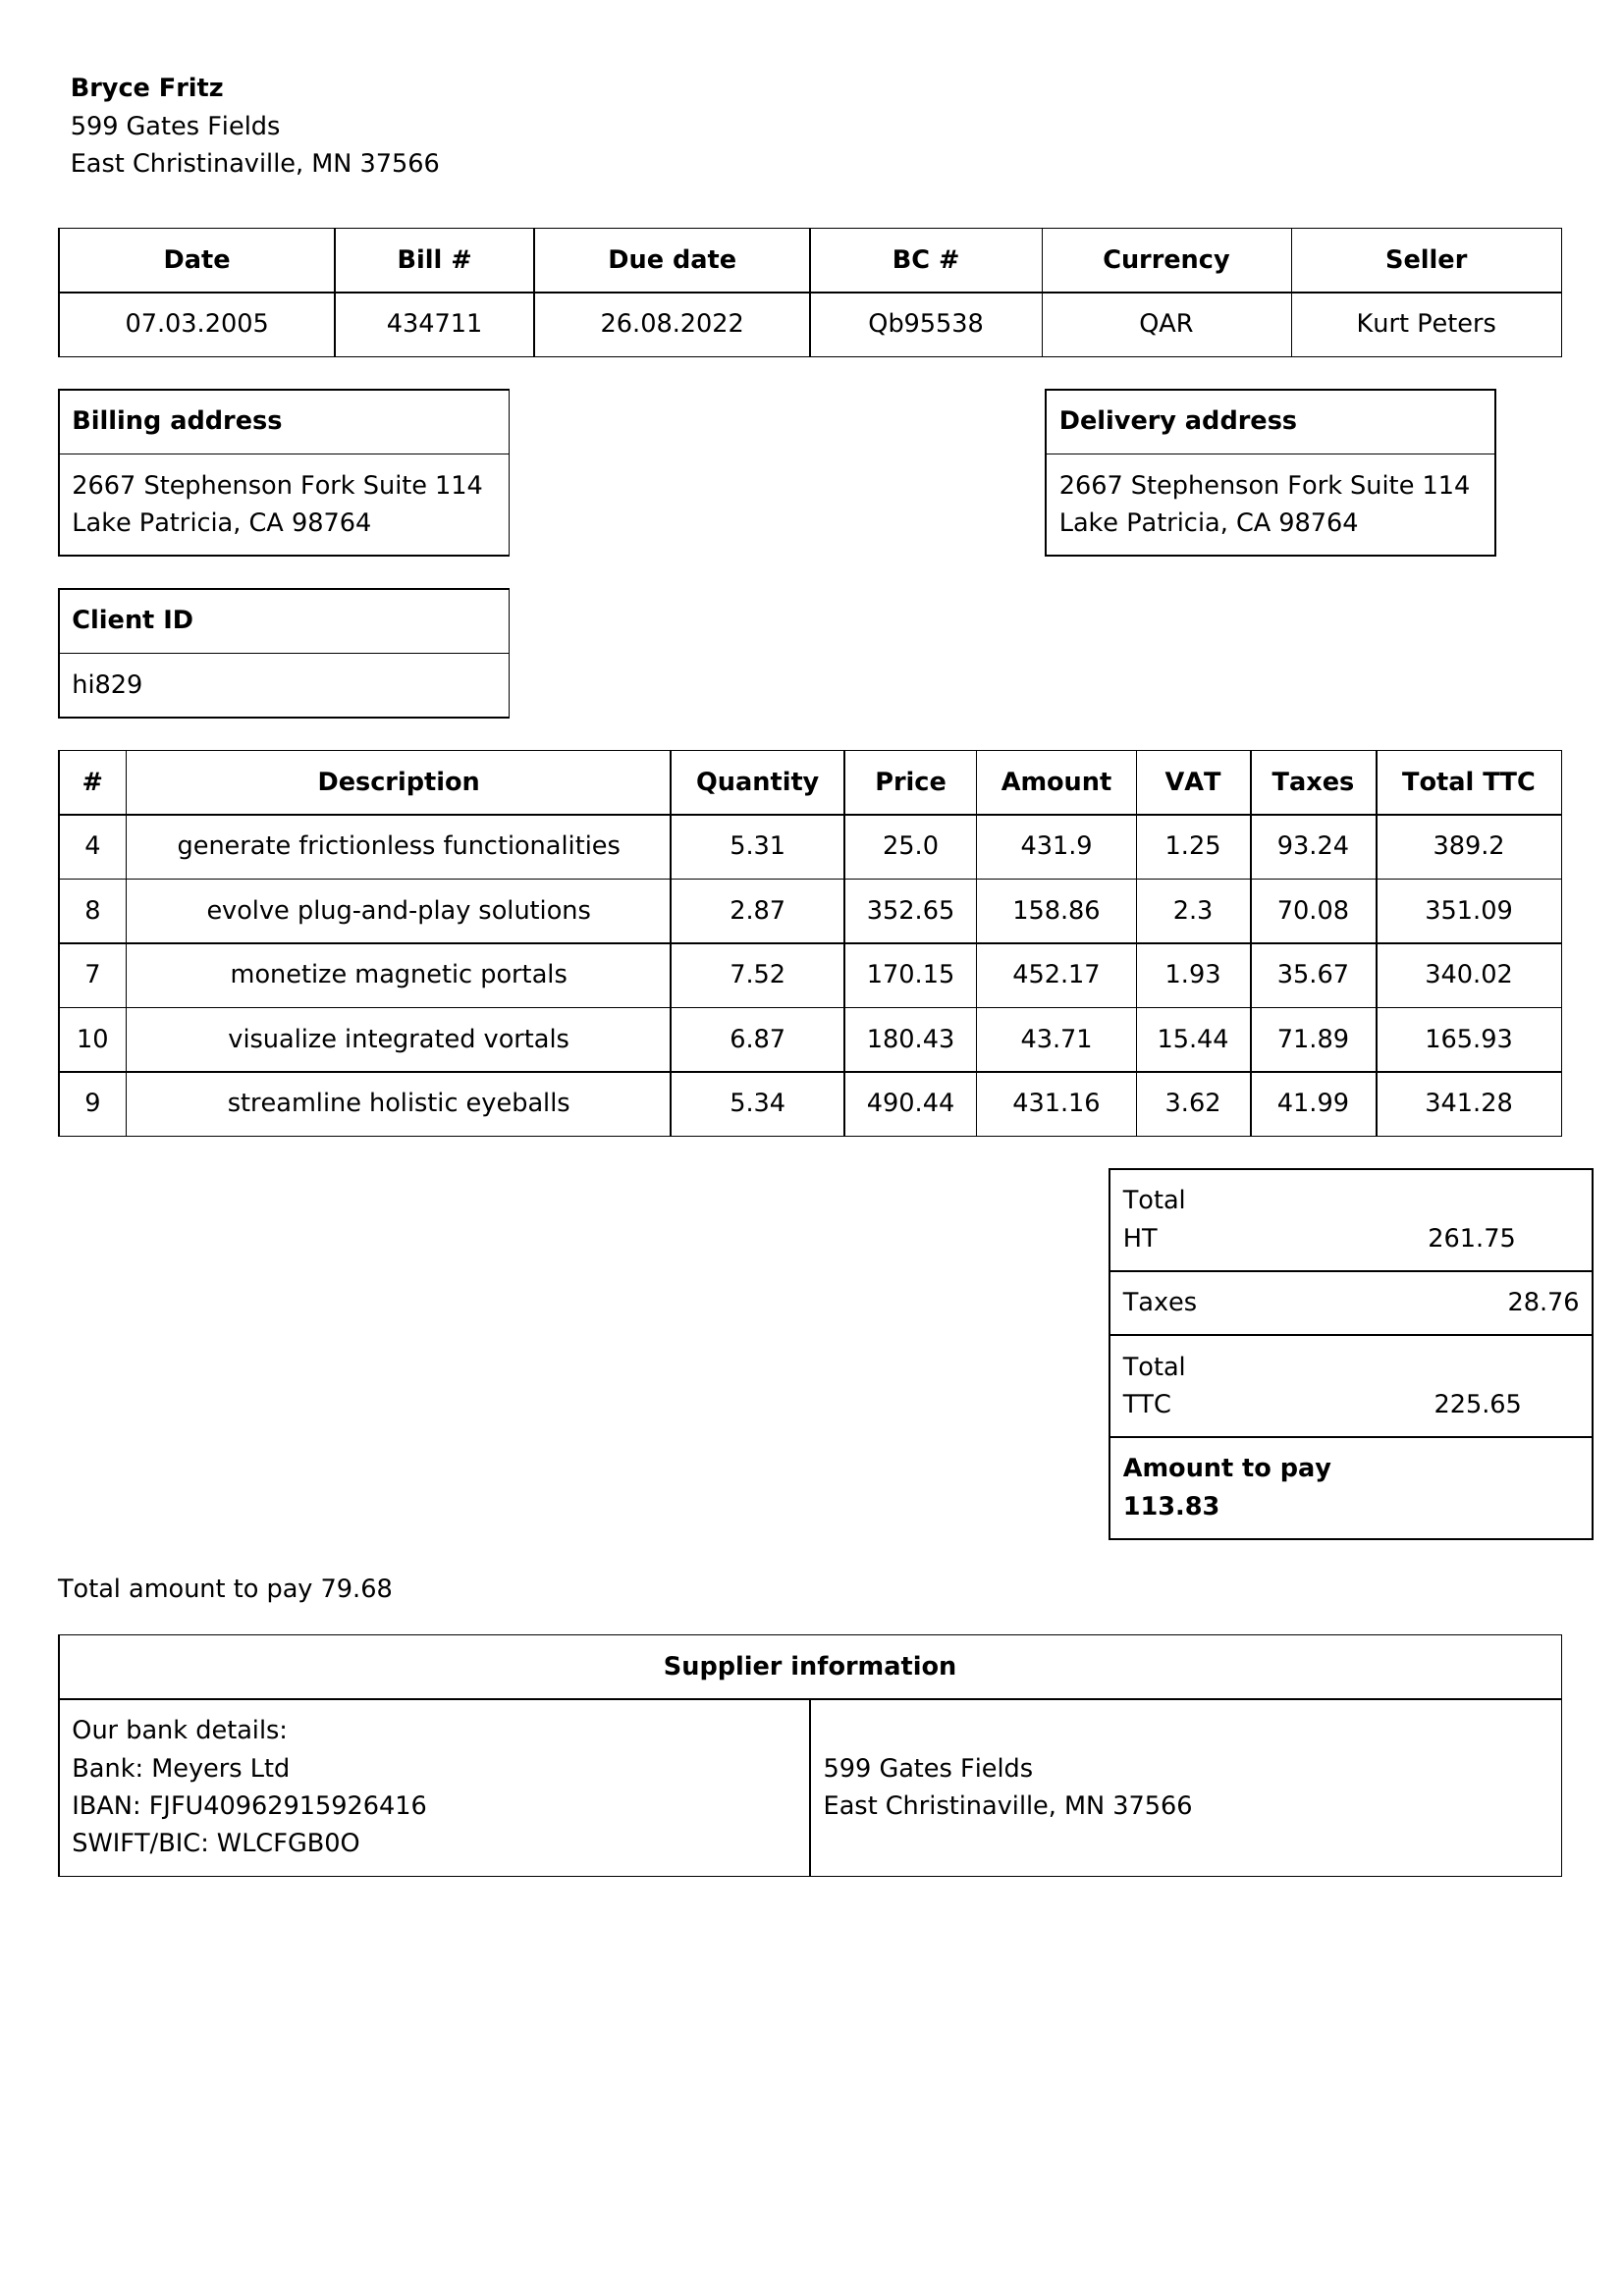 Bryce Fritz
599 Gates Fields
East Christinaville, MN 37566
Date Bill # Due date BC # Currency Seller
07.03.2005 434711 26.08.2022 Qb95538 QAR Kurt Peters
Billing address
2667 Stephenson Fork Suite 114
Lake Patricia, CA 98764
Delivery address
2667 Stephenson Fork Suite 114
Lake Patricia, CA 98764
Client ID
hi829
# Description Quantity Price Amount VAT Taxes Total TTC
4 generate frictionless functionalities 5.31 25.0 431.9 1.25 93.24 389.2
8 evolve plug-and-play solutions 2.87 352.65 158.86 2.3 70.08 351.09
7 monetize magnetic portals 7.52 170.15 452.17 1.93 35.67 340.02
10 visualize integrated vortals 6.87 180.43 43.71 15.44 71.89 165.93
9 streamline holistic eyeballs 5.34 490.44 431.16 3.62 41.99 341.28
Total
HT 261.75
Taxes 28.76
Total
TTC 225.65
Amount to pay
113.83
Total amount to pay 79.68
Supplier information
Our bank details:
Bank: Meyers Ltd
IBAN: FJFU40962915926416
SWIFT/BIC: WLCFGB0O
599 Gates Fields
East Christinaville, MN 37566